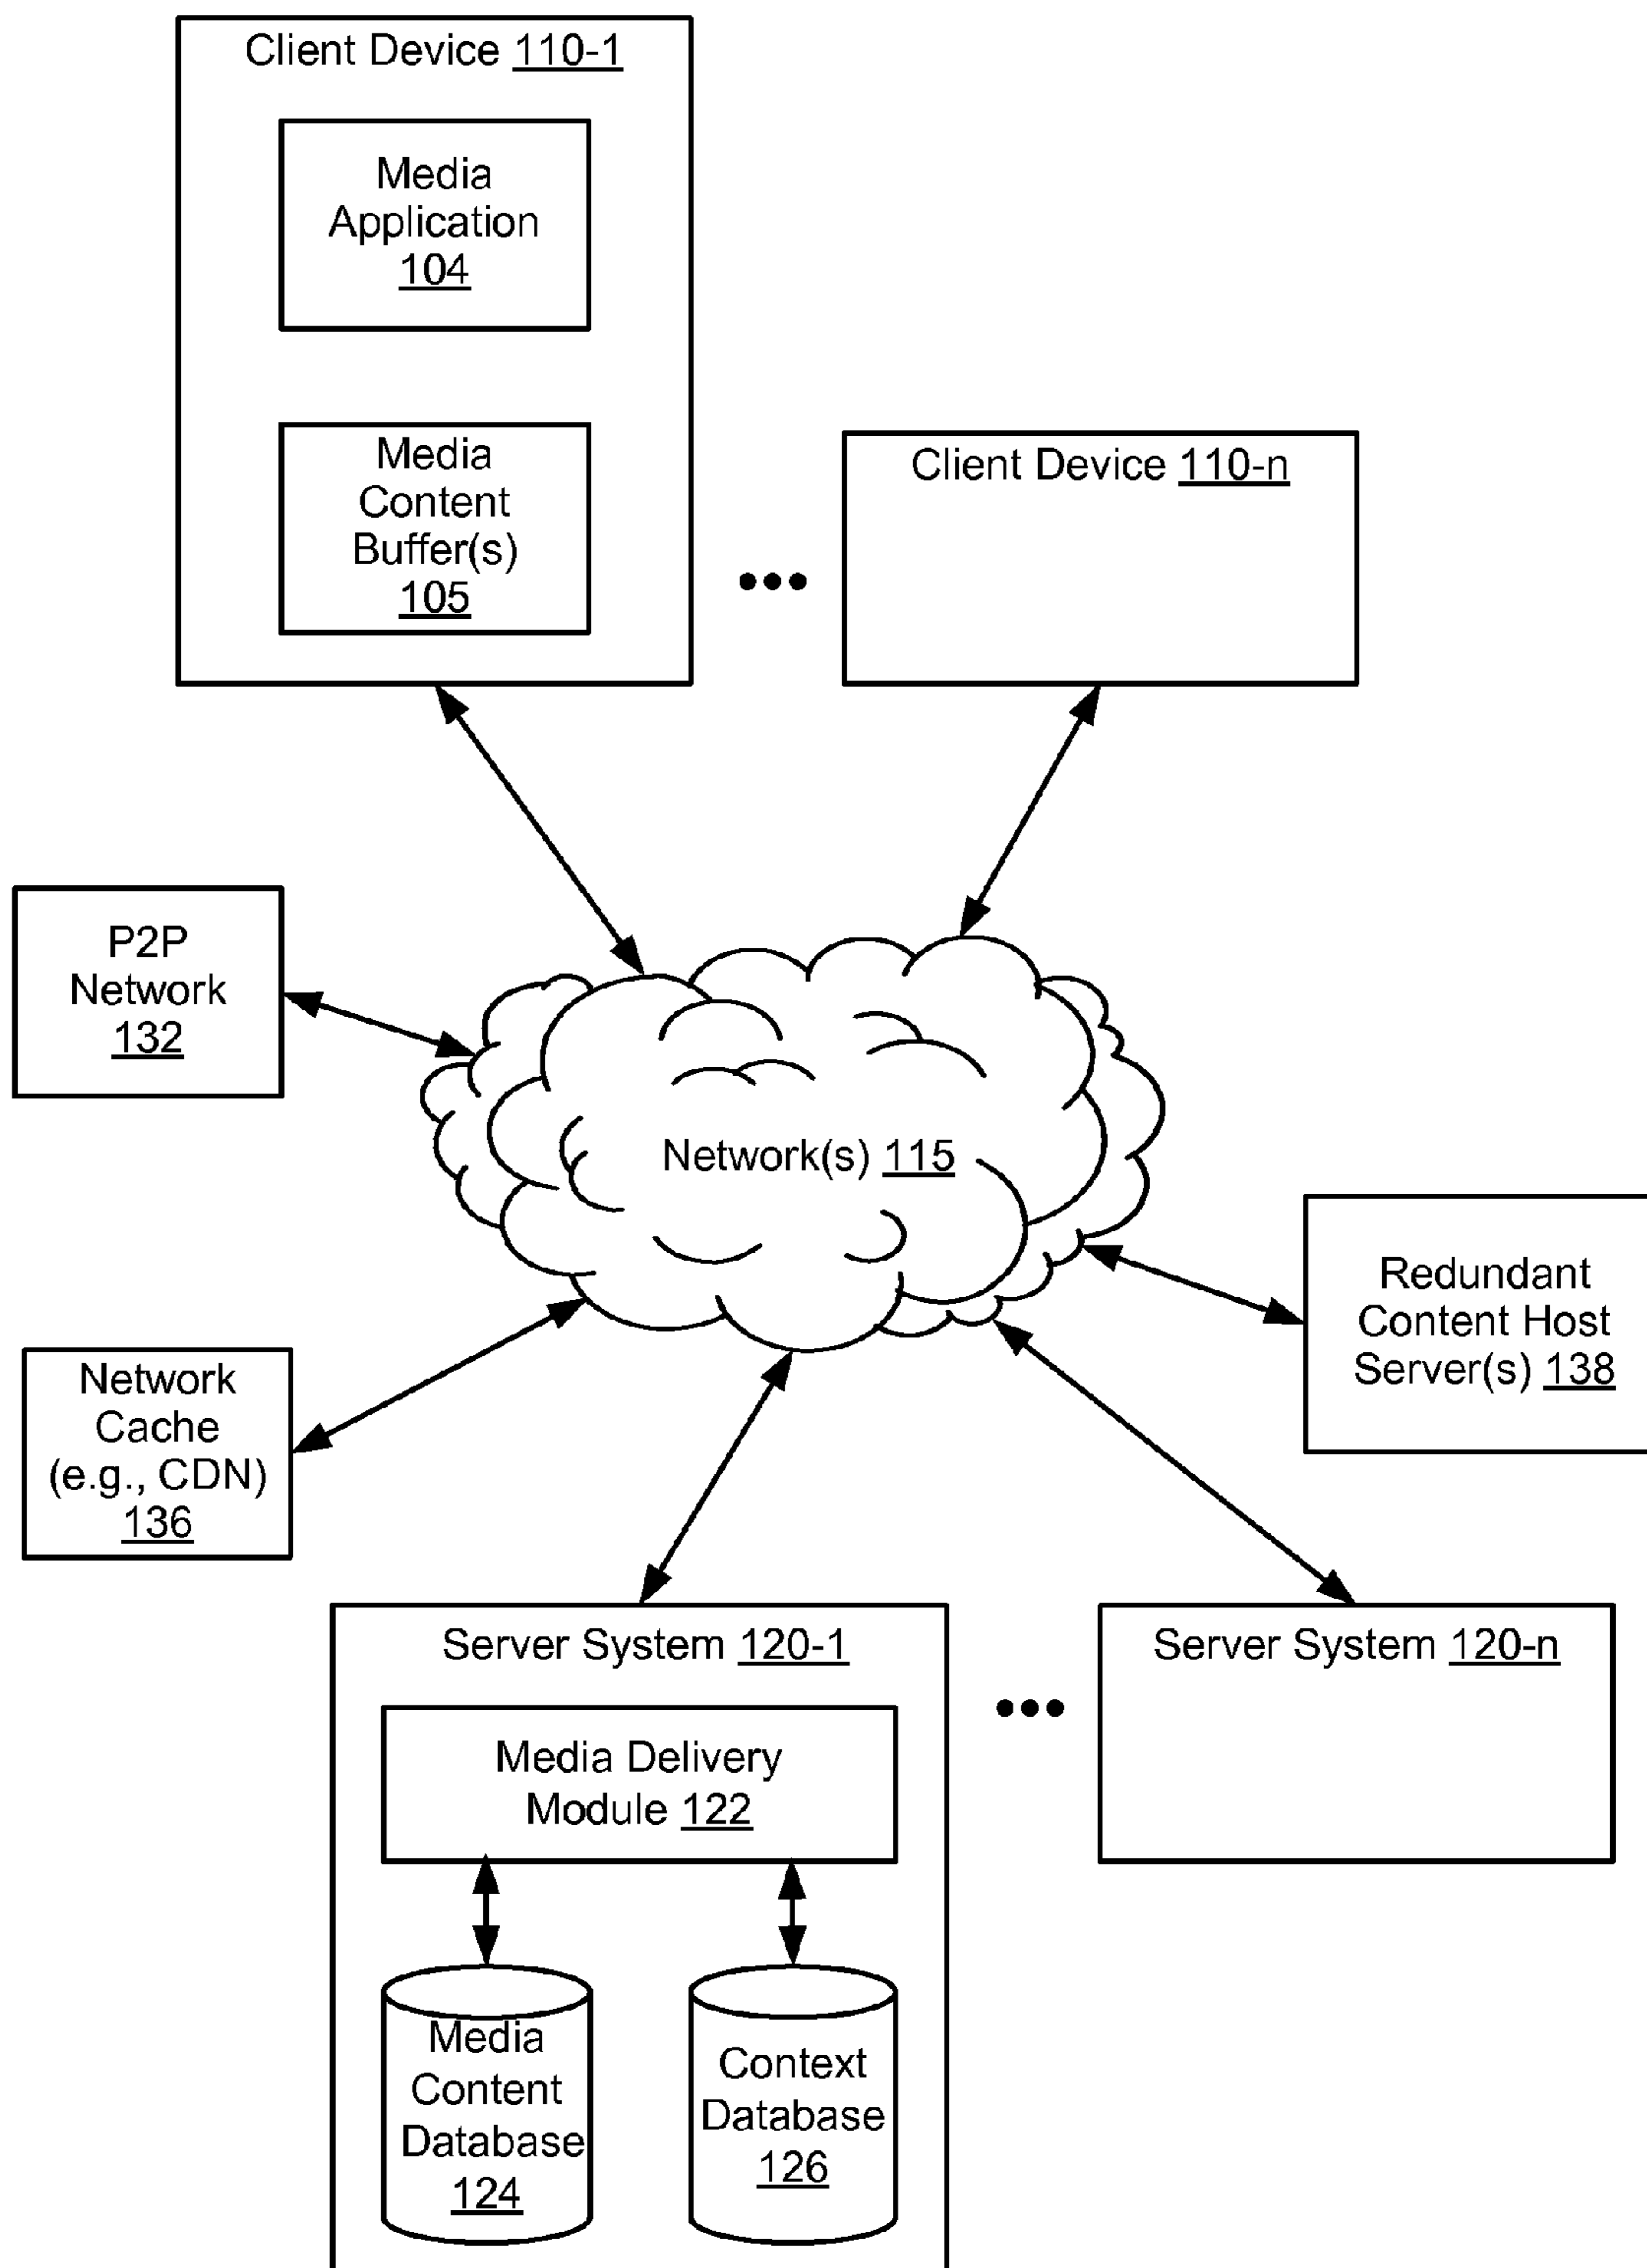 Client Device 110-1
Media
Application
104
Media
Content
Buffer(s)
105
Client Device 110-n
P2P
Network
132
Network(s) 115
Redundant
Content Host
Server(s) 138
Network
Cache
(e.g., CDN)
136
Server System 120-1
Media Delivery
Module 122
Media
Content
Database
124
Context
Database
126
Server System 120-n